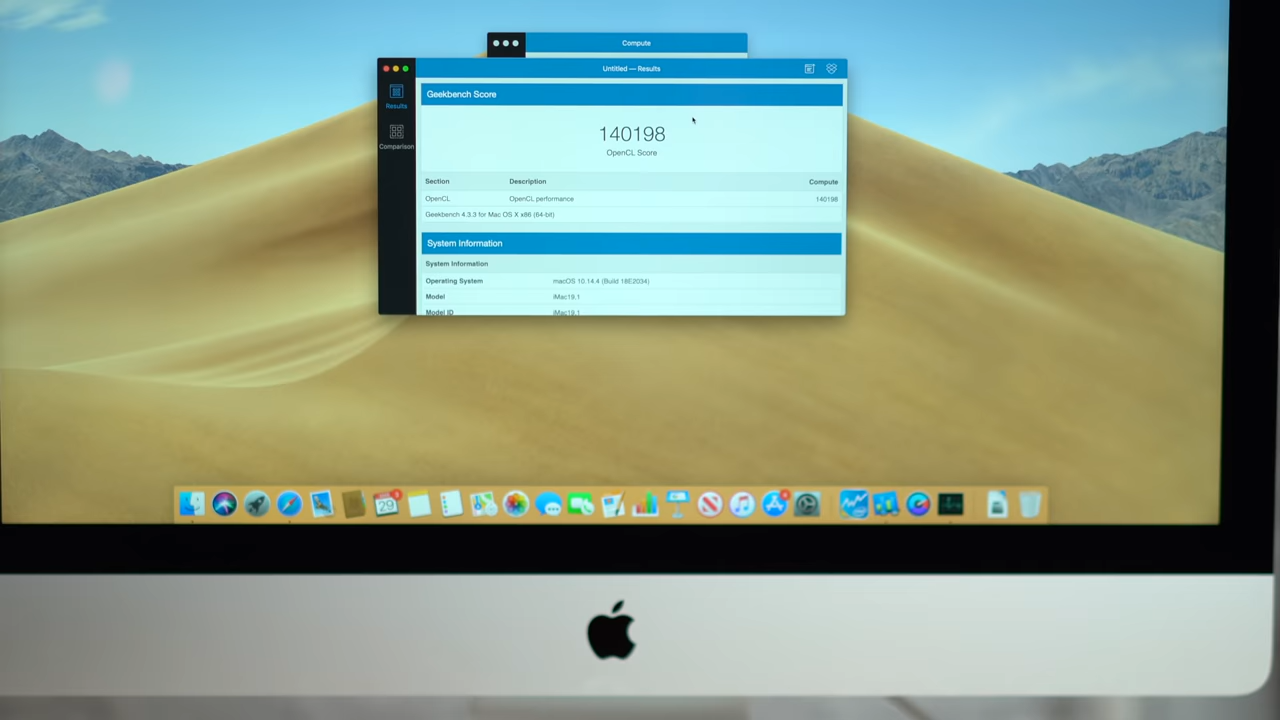 Compute
Untitled — Results
Results
Comparison
Geekbench Score
140198
OpenCL Score
Section Description Compute
OpenCL OpenCL performance 140198
Geekbench 4.3.3 for Mac OS X x86 (64-bit)
System Information
System Information
Operating System macOS 10.14.4 (Build 18E2034)
Model iMac19,1
Model ID iMac19,1
29